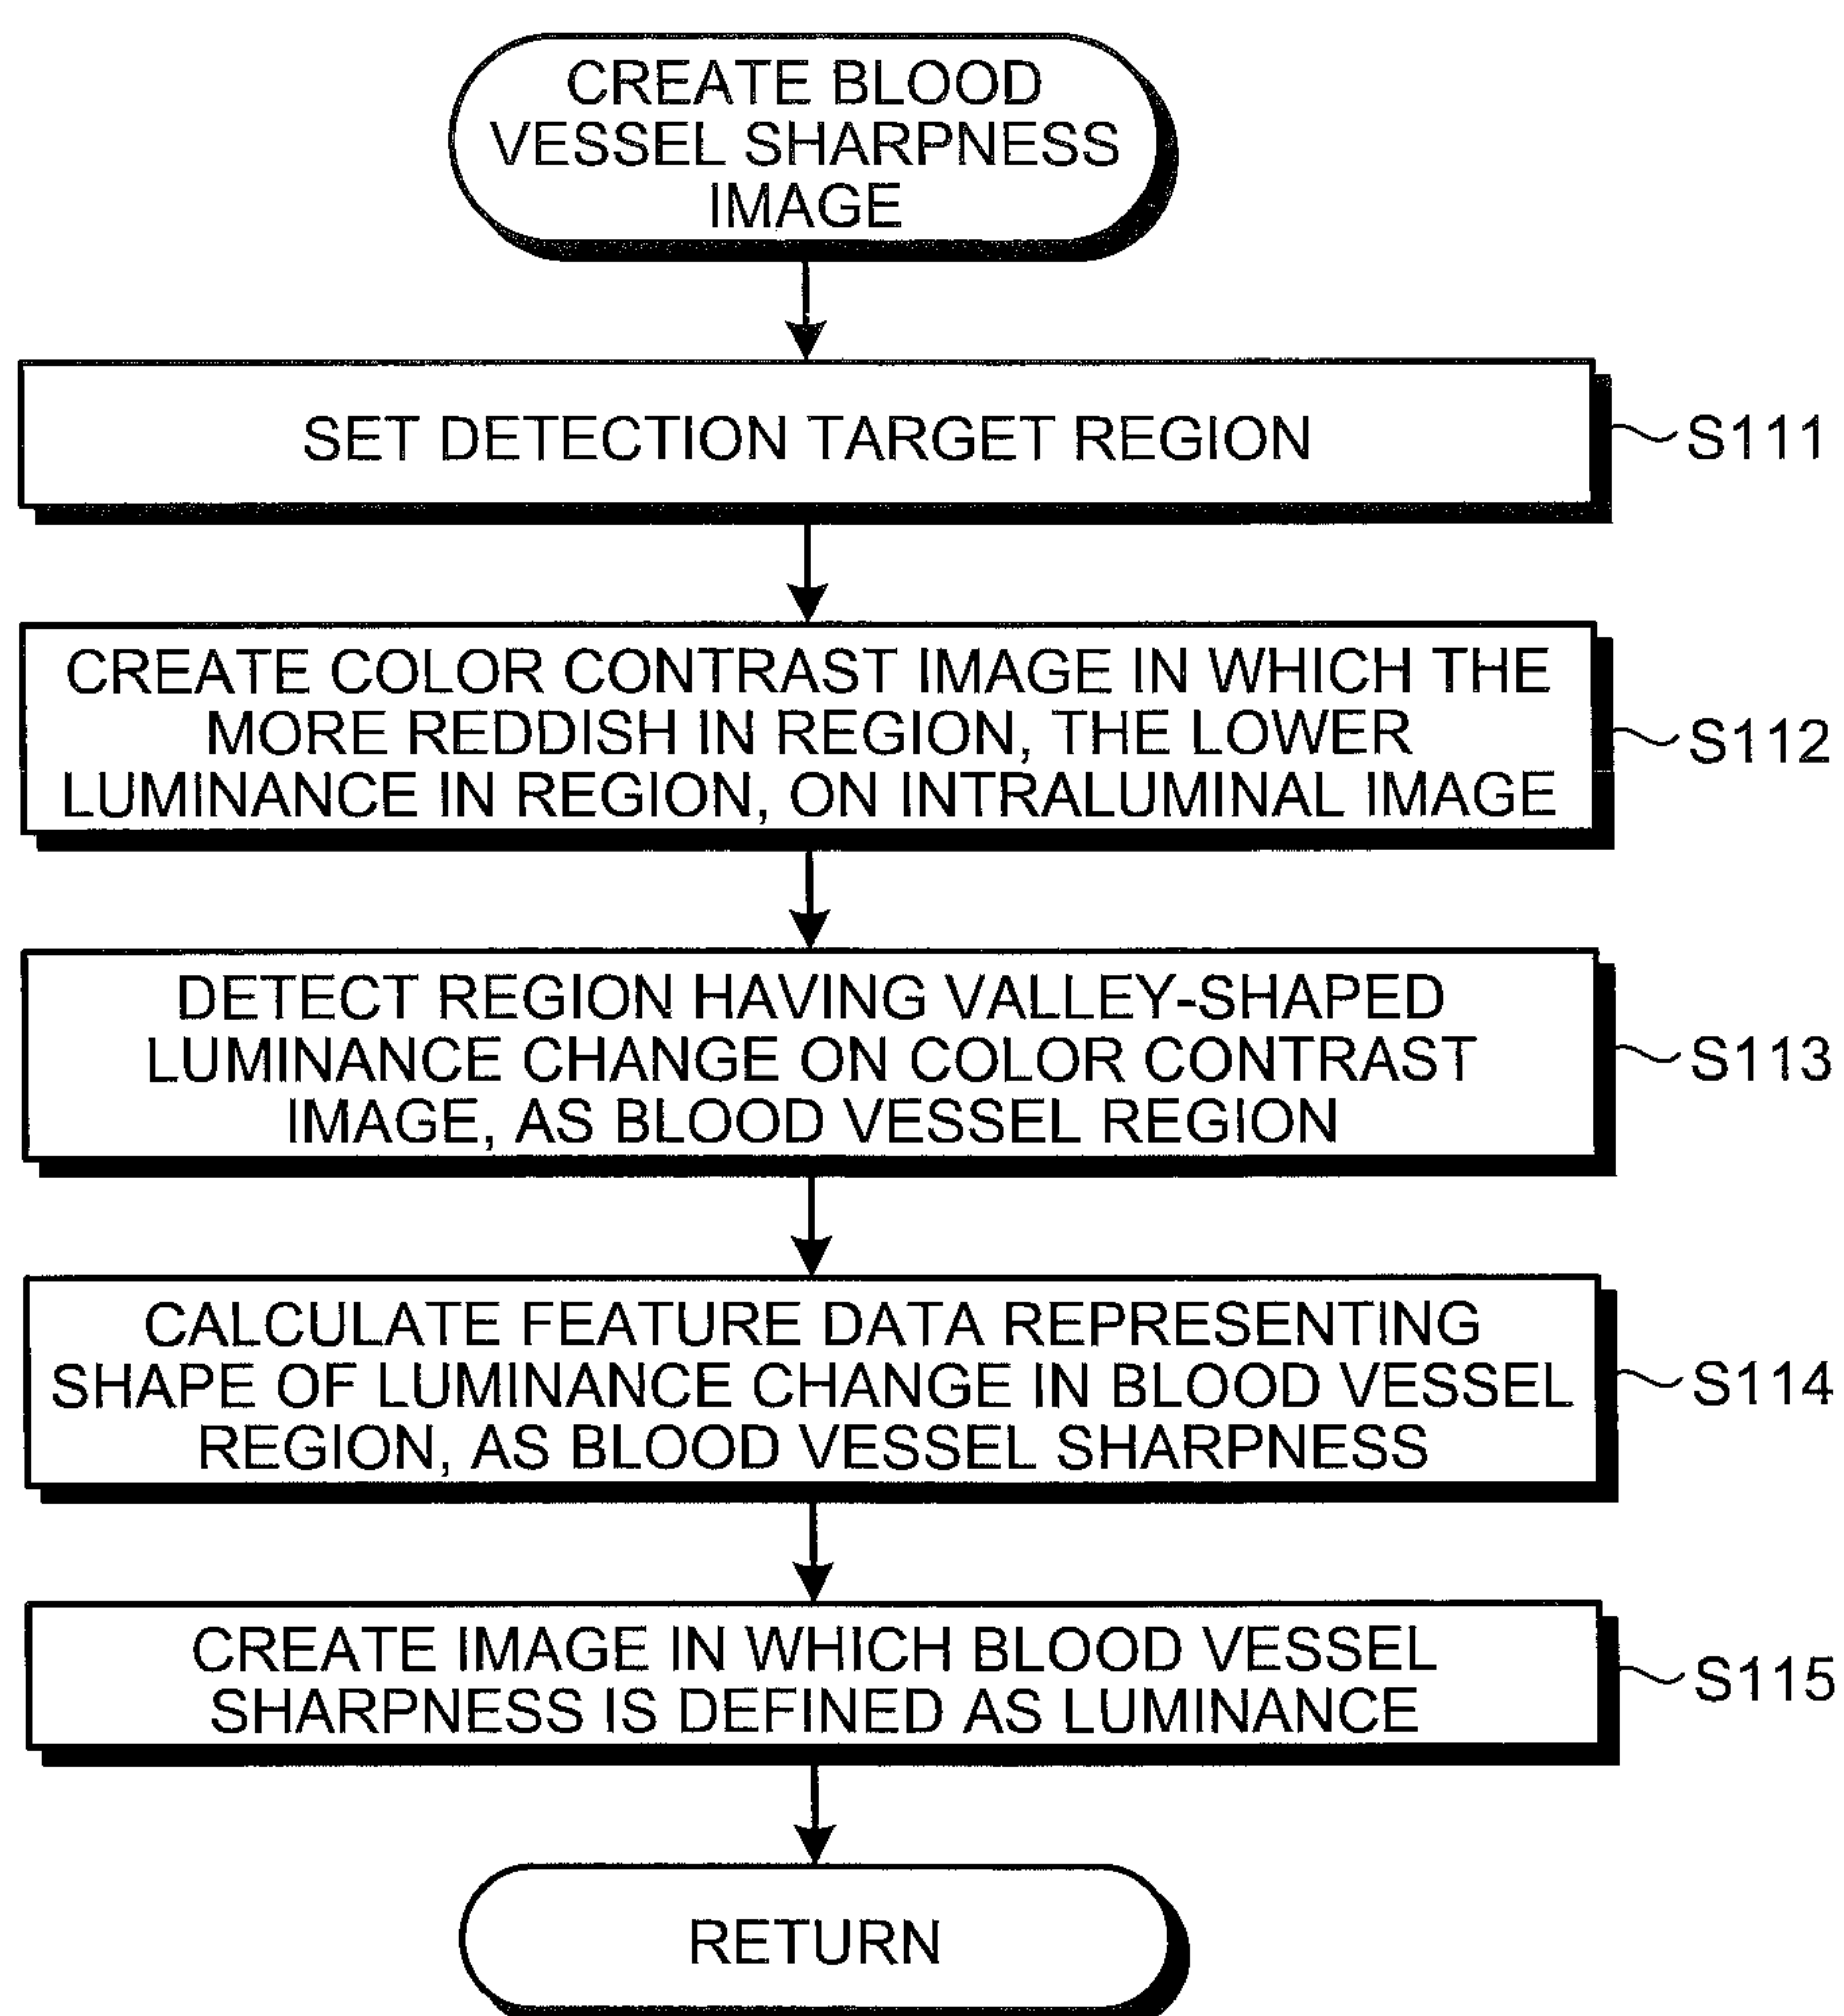 CREATE BLOOD
VESSEL SHARPNESS
IMAGE
SET DETECTION TARGET REGION
S111
CREATE COLOR CONTRAST IMAGE IN WHICH THE
MORE REDDISH IN REGION, THE LOWER
LUMINANCE IN REGION, ON INTRALUMINAL IMAGE
S112
DETECT REGION HAVING VALLEY-SHAPED
LUMINANCE CHANGE ON COLOR CONTRAST
IMAGE, AS BLOOD VESSEL REGION
S113
CALCULATE FEATURE DATA REPRESENTING
SHAPE OF LUMINANCE CHANGE IN BLOOD VESSEL
REGION, AS BLOOD VESSEL SHARPNESS
S114
CREATE IMAGE IN WHICH BLOOD VESSEL
SHARPNESS IS DEFINED AS LUMINANCE
S115
RETURN